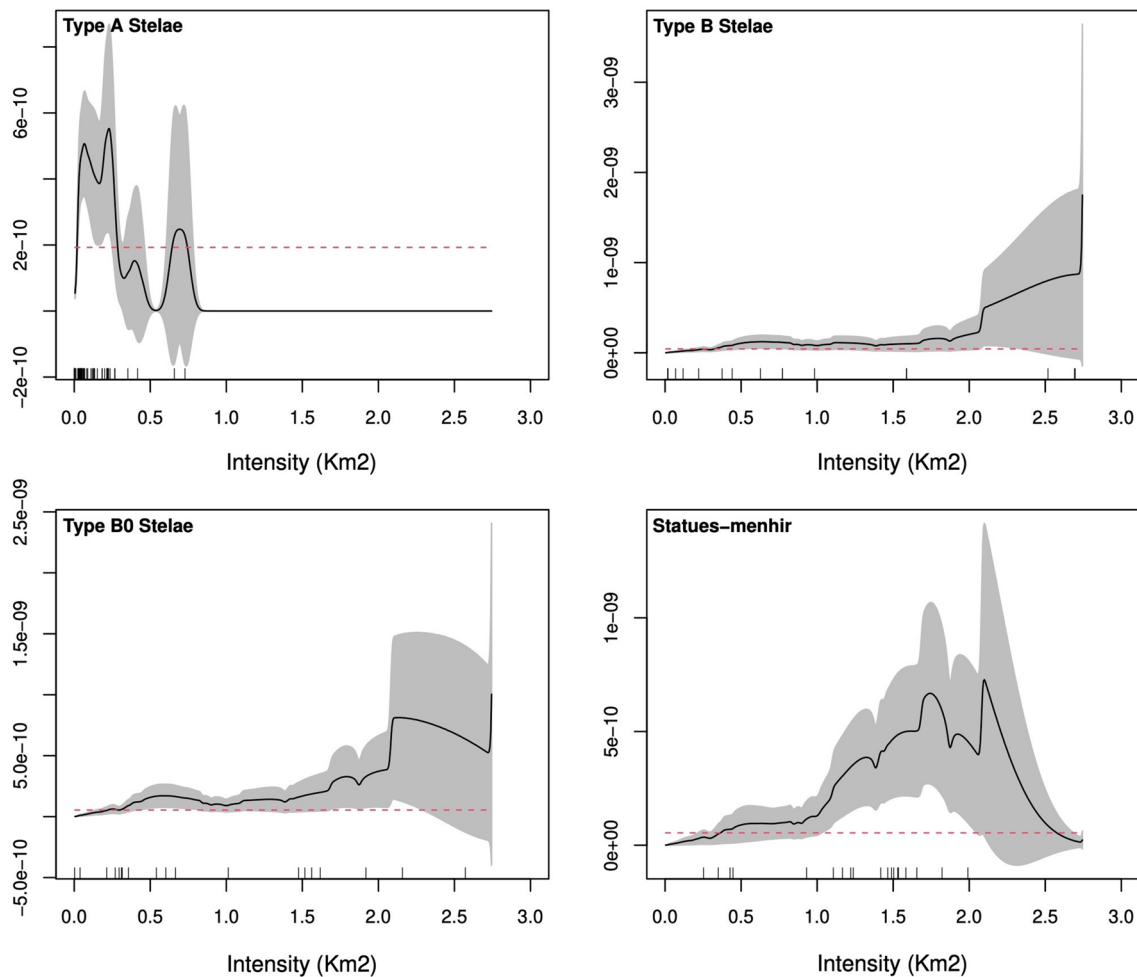 Type A Stelae
6e-10
2e-10
-2e-10
0.0 0.5 1.0 1.5 2.0 2.5 3.0
Intensity (Km2)
Type B Stelae
3e-09
2e-09
1e-09
0e+00
0.0 0.5 1.0 1.5 2.0 2.5 3.0
Intensity (Km2)
Type B0 Stelae
2.5e-09
1.5e-09
5.0e-10
-5.0e-10
0.0 0.5 1.0 1.5 2.0 2.5 3.0
Intensity (Km2)
Statues-menhir
1e-09
5e-10
0e+00
0.0 0.5 1.0 1.5 2.0 2.5 3.0
Intensity (Km2)